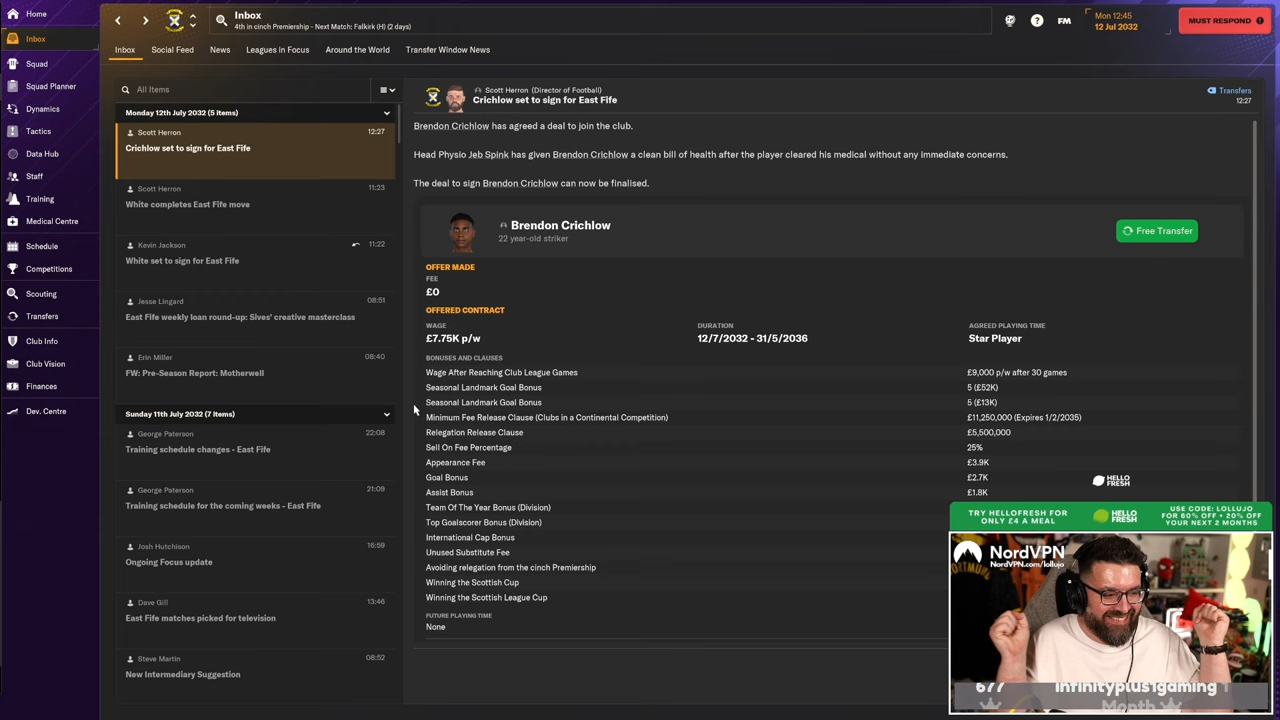 Home
Inbox
Squad
Squad Planner
Dynamics
Tactics
Data Hub
Staff
Training
Medical Centre
Schedule
Competitions
Scouting
Transfers
Club Info
Club Vision
Finances
Dev. Centre
Inbox
4th in cinch Premiership - Next Match: Falkirk (H) (2 days)
?
FM
Mon 12:45
12 Jul 2032
MUST RESPOND
Inbox
Social Feed
News
Leagues in Focus
Around the World
Transfer Window News
All Items
Monday 12th July 2032 (5 items)
Scott Herron
12:27
Crichlow set to sign for East Fife
Scott Herron
11:23
White completes East Fife move
Kevin Jackson
11:22
White set to sign for East Fife
Jesse Lingard
08:51
East Fife weekly loan round-up: Sives' creative masterclass
Erin Miller
08:40
FW: Pre-Season Report: Motherwell
Sunday 11th July 2032 (7 items)
George Paterson
22:08
Training schedule changes - East Fife
George Paterson
21:09
Training schedule for the coming weeks - East Fife
Josh Hutchison
16:59
Ongoing Focus update
Dave Gill
13:46
East Fife matches picked for television
Steve Martin
08:52
New Intermediary Suggestion
Scott Herron (Director of Football)
Crichlow set to sign for East Fife
Transfers
12:27
Brendon Crichlow has agreed a deal to join the club.
Head Physio Jeb Spink has given Brendon Crichlow a clean bill of health after the player cleared his medical without any immediate concerns.
The deal to sign Brendon Crichlow can now be finalised.
Brendon Crichlow
22 year-old striker
Free Transfer
OFFER MADE
FEE
£0
OFFERED CONTRACT
WAGE
£7.75K p/w
DURATION
12/7/2032 - 31/5/2036
AGREED PLAYING TIME
Star Player
BONUSES AND CLAUSES
Wage After Reaching Club League Games
£9,000 p/w after 30 games
Seasonal Landmark Goal Bonus
5 (£52K)
Seasonal Landmark Goal Bonus
5 (£13K)
Minimum Fee Release Clause (Clubs in a Continental Competition)
£11,250,000 (Expires 1/2/2035)
Relegation Release Clause
£5,500,000
Sell On Fee Percentage
25%
Appearance Fee
£3.9K
Goal Bonus
£2.7K
Assist Bonus
£1.8K
Team Of The Year Bonus (Division)
Top Goalscorer Bonus (Division)
International Cap Bonus
Unused Substitute Fee
Avoiding relegation from the cinch Premiership
Winning the Scottish Cup
Winning the Scottish League Cup
FUTURE PLAYING TIME
None
HELLO
FRESH
TRY HELLOFRESH FOR
ONLY £4 A MEAL
HELLO
FRESH
USE CODE: LOLLUJO
FOR 60% OFF + 20% OFF
YOUR NEXT 2 MONTHS
NordVPN
NordVPN.com/lollujo
677
infinityplus1gaming 1
Month